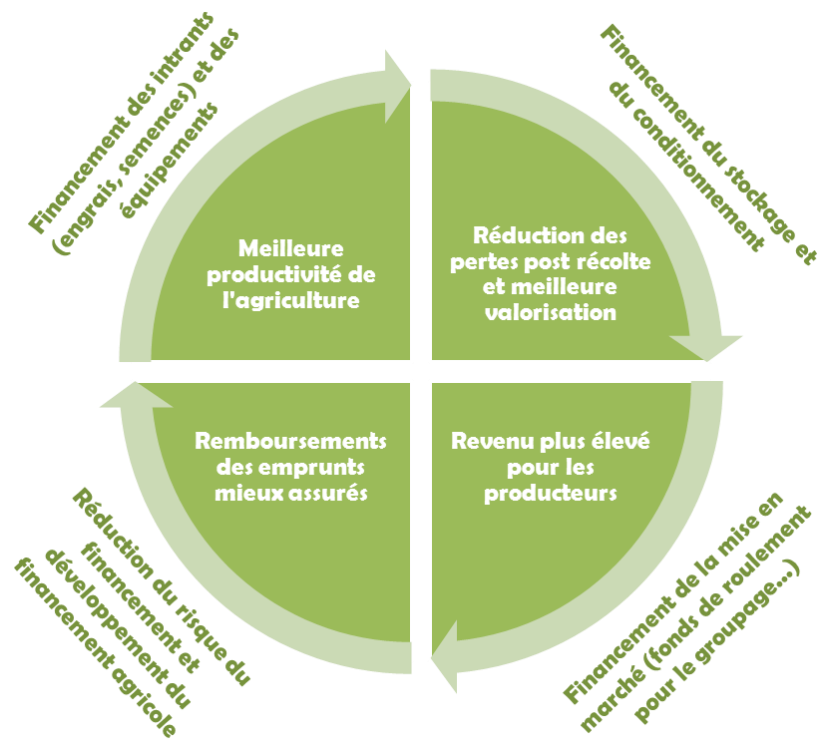 Financement des intrants
(engrais, semences) et des
équipements
Financement du stockage et
du conditionnement
Meilleure
productivité de
l'agriculture
Réduction des
pertes post récolte
et meilleure
valorisation
Remboursements
des emprunts
mieux assurés
Revenu plus élevé
pour les
producteurs
Réduction du risque du
financement et
développement du
financement agricole
Financement de la mise en
marché (fonds de roulement
pour le groupage...)